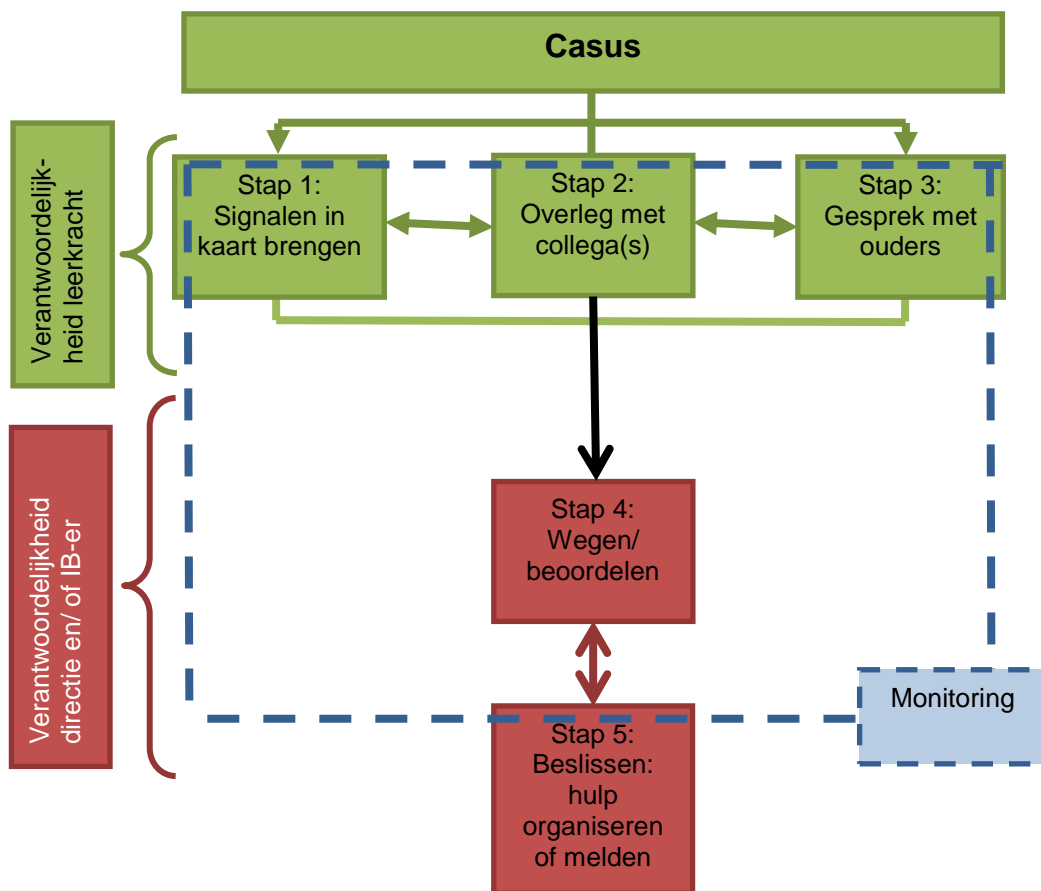 Casus
Verantwoordelijk-
heid leerkracht
Stap 1:
Signalen in
kaart brengen
Stap 2:
Overleg met
collega(s)
Stap 3:
Gesprek met
ouders
Verantwoordelijkheid
directie en/ of IB-er
Stap 4:
Wegen/
beoordelen
Monitoring
Stap 5:
Beslissen:
hulp
organiseren
of melden